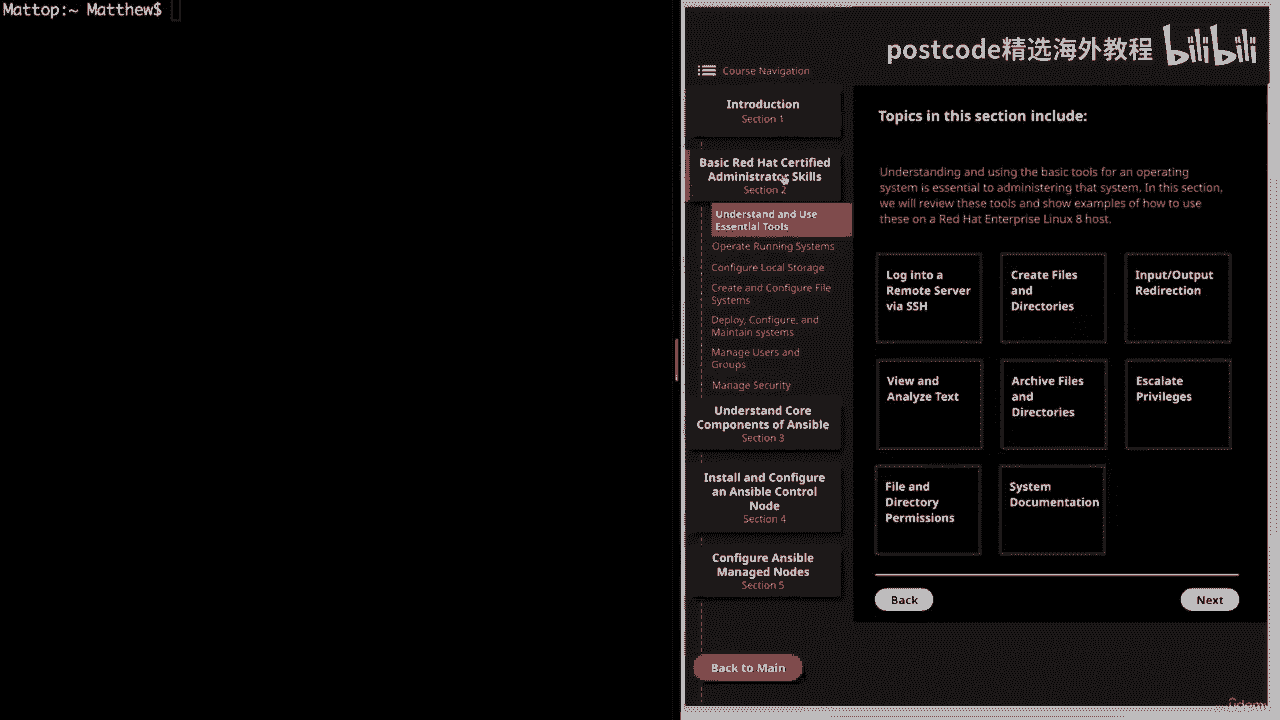 Mattop:~ Matthew$
postcode精选海外教程 bilibili
Course Navigation
Introduction
Section 1
Basic Red Hat Certified
Administrator Skills
Section 2
Understand and Use
Essential Tools
Operate Running Systems
Configure Local Storage
Create and Configure File
Systems
Deploy, Configure, and
Maintain systems
Manage Users and
Groups
Manage Security
Understand Core
Components of Ansible
Section 3
Install and Configure
an Ansible Control
Node
Section 4
Configure Ansible
Managed Nodes
Section 5
Back to Main
Topics in this section include:
Understanding and using the basic tools for an operating
system is essential to administering that system. In this section,
we will review these tools and show examples of how to use
these on a Red Hat Enterprise Linux 8 host.
Log into a
Remote Server
via SSH
Create Files
and
Directories
Input/Output
Redirection
View and
Analyze Text
Archive Files
and
Directories
Escalate
Privileges
File and
Directory
Permissions
System
Documentation
Back
Next
ûdemy